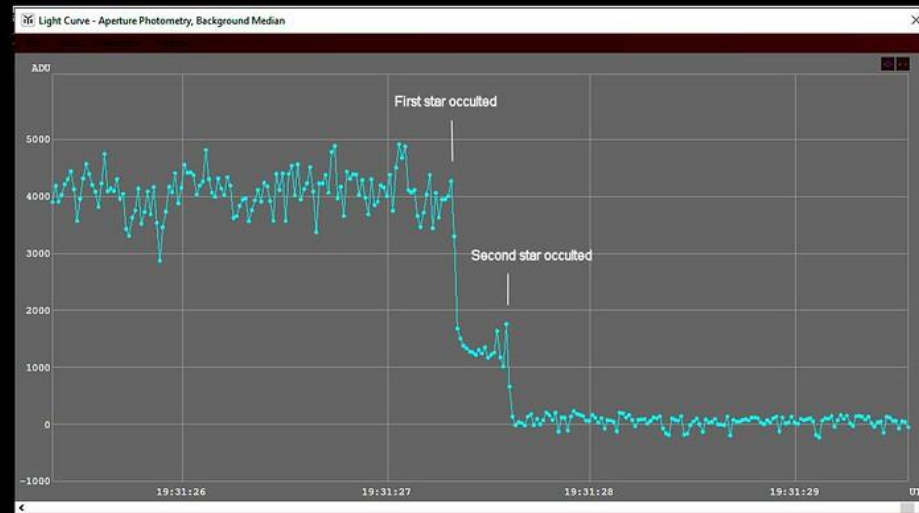 Light Curve - Aperture Photometry, Background Median
ADU
First star occulted
5000
4000
3000
Second star occulted
2000
1000
0
-1000
19:31:26 19:31:27 19:31:28 19:31:29